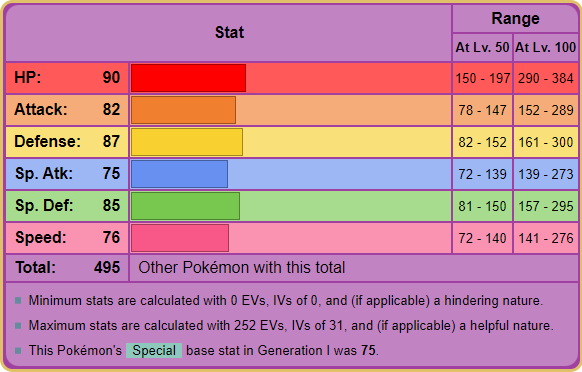 Stat Range
At Lv. 50 At Lv. 100
HP: 90 150 - 197 290 - 384
Attack: 82 78 - 147 152 - 289
Defense: 87 82 - 152 161 - 300
Sp. Atk: 75 72 - 139 139 - 273
Sp. Def: 85 81 - 150 157 - 295
Speed: 76 72 - 140 141 - 276
Total: 495 Other Pokémon with this total
Minimum stats are calculated with 0 EVs, IVs of 0, and (if applicable) a hindering nature.
Maximum stats are calculated with 252 EVs, IVs of 31, and (if applicable) a helpful nature.
This Pokémon's Special base stat in Generation I was 75.